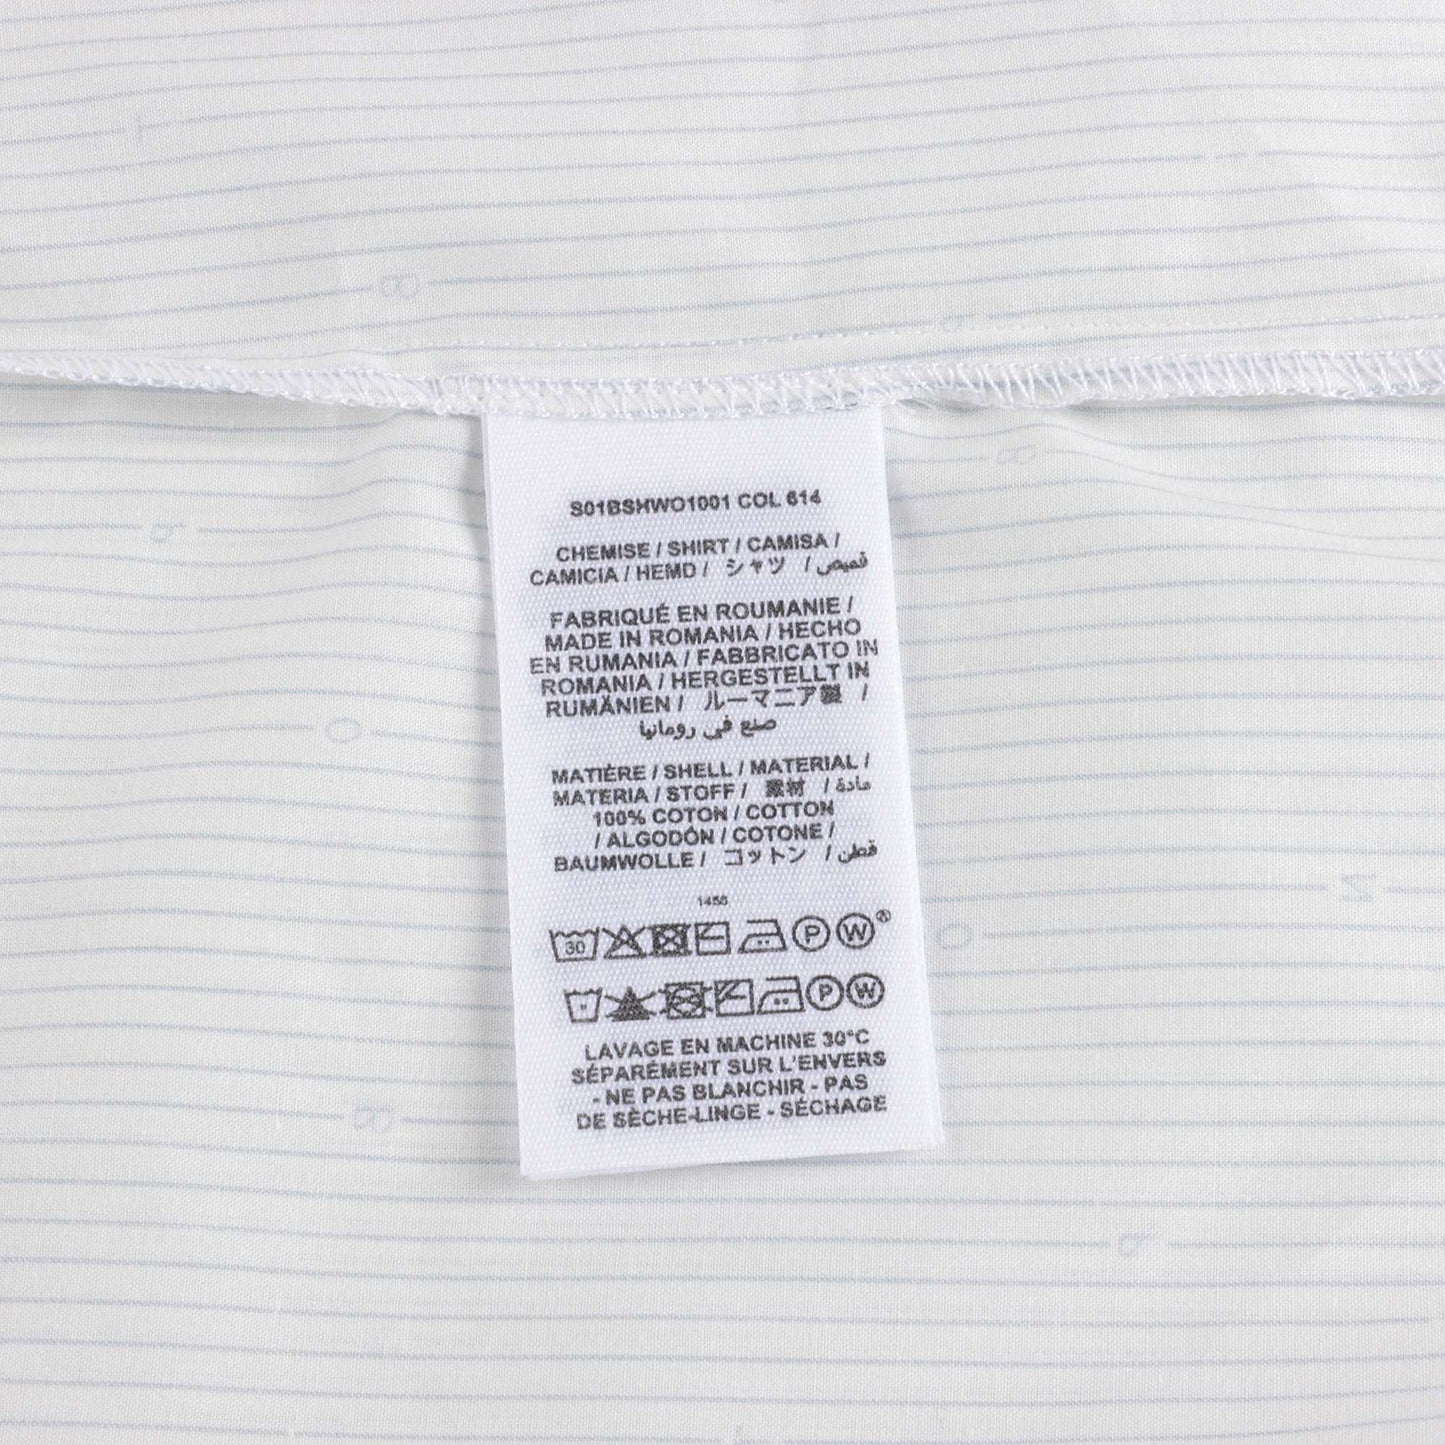 S01BSHWO1001 COL 614
CHEMISE / SHIRT / CAMISA /
CAMICIA / HEMD / シャツ / قميص
FABRIQUÉ EN ROUMANIE /
MADE IN ROMANIA / HECHO
EN RUMANIA / FABBRICATO IN
ROMANIA / HERGESTELLT IN
RUMÄNIEN / ルーマニア製 /
صنع في رومانيا
MATIÈRE / SHELL / MATERIAL /
MATERIA / STOFF / 素材 / مادة
100% COTON / COTTON
/ ALGODÓN / COTONE /
BAUMWOLLE / コットン / قطن
30 P W®
P W
LAVAGE EN MACHINE 30°C
SÉPARÉMENT SUR L'ENVERS
- NE PAS BLANCHIR - PAS
DE SÈCHE-LINGE - SÉCHAGE